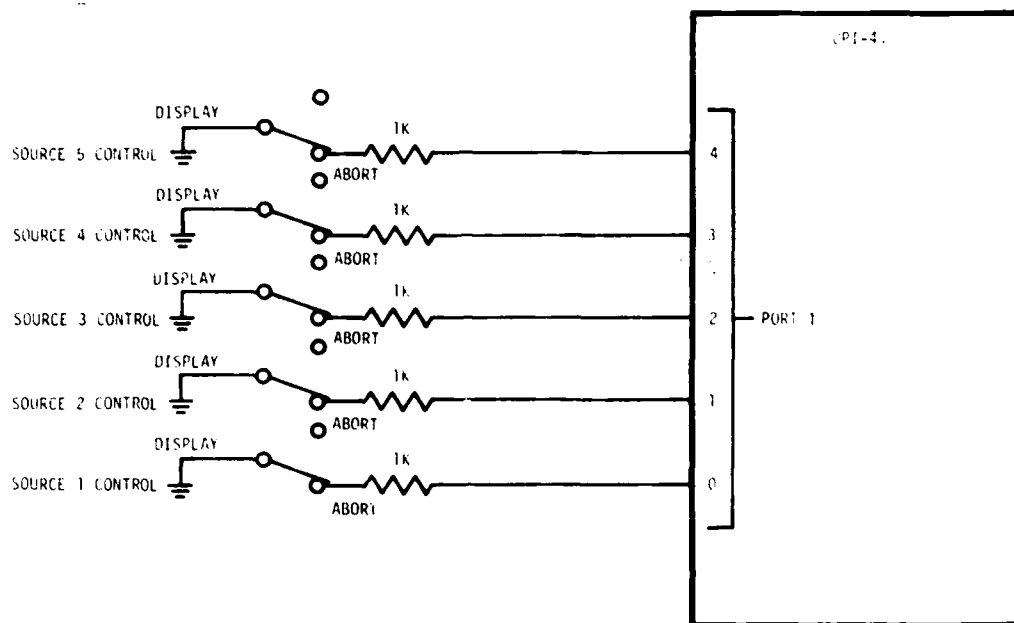 DISPLAY
1K
SOURCE 5 CONTROL
4
ABORT
DISPLAY
1K
SOURCE 4 CONTROL
3
ABORT
DISPLAY
1K
SOURCE 3 CONTROL
2
PORT 1
ABORT
DISPLAY
1K
SOURCE 2 CONTROL
1
ABORT
DISPLAY
1K
SOURCE 1 CONTROL
0
ABORT